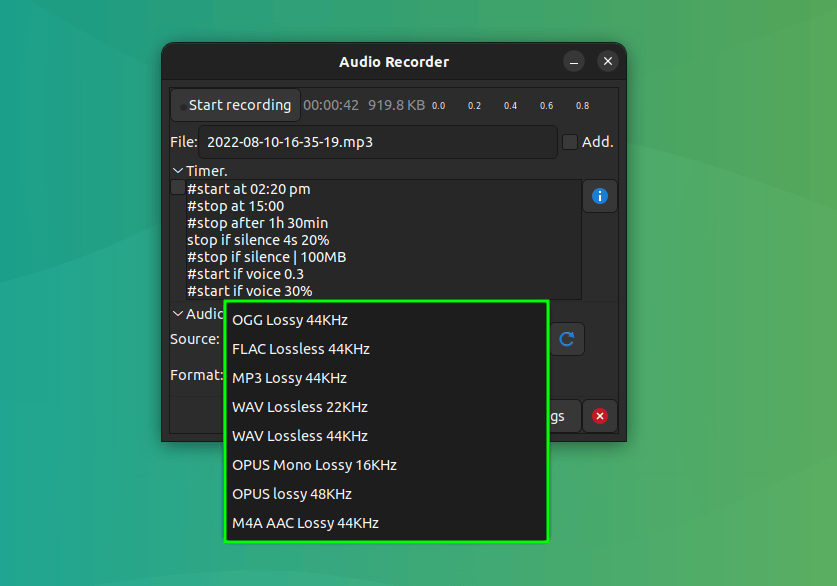 Audio Recorder
Start recording 00:00:42 919.8 KB 0.0 0.2 0.4 0.6 0.8
File: 2022-08-10-16-35-19.mp3 Add.
Timer.
#start at 02:20 pm
#stop at 15:00
#stop after 1h 30min
stop if silence 4s 20%
#stop if silence | 100MB
#start if voice 0.3
#start if voice 30%
Audio
OGG Lossy 44KHz
Source:
FLAC Lossless 44KHz
Format:
MP3 Lossy 44KHz
WAV Lossless 22KHz
gs
WAV Lossless 44KHz
OPUS Mono Lossy 16KHz
OPUS lossy 48KHz
M4A AAC Lossy 44KHz